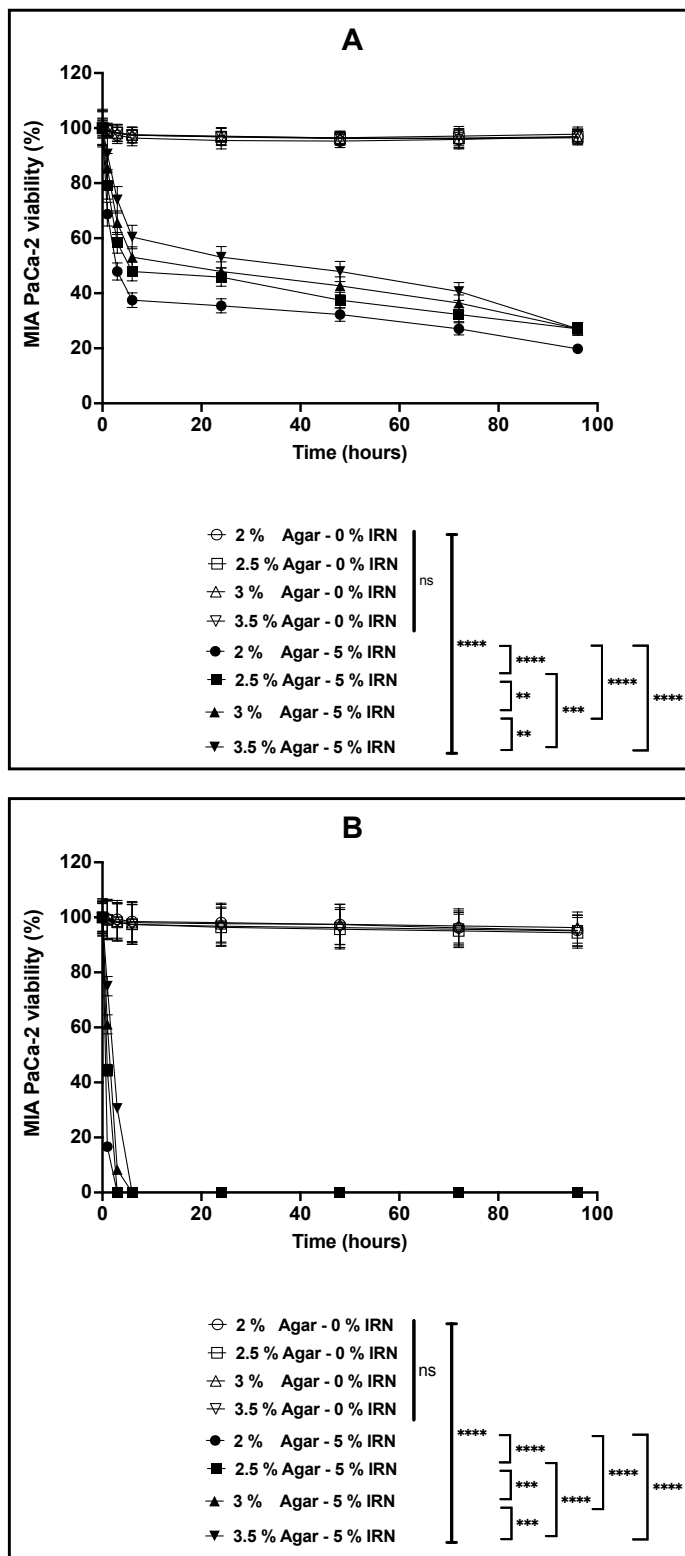 A
120
100
80
60
40
20
0
MIA PaCa-2 viability (%)
0 20 40 60 80 100
Time (hours)
2 % Agar - 0 % IRN
2.5 % Agar - 0 % IRN
3 % Agar - 0 % IRN
3.5 % Agar - 0 % IRN
2% Agar - 5 % IRN
2.5 % Agar - 5 % IRN
3 % Agar - 5 % IRN
3.5 % Agar - 5 % IRN
ns
****
****
**
**
***
****
****
B
120
100
80
60
40
20
0
MIA PaCa-2 viability (%)
0 20 40 60 80 100
Time (hours)
2 % Agar - 0 % IRN
2.5 % Agar - 0 % IRN
3 % Agar - 0 % IRN
3.5 % Agar - 0 % IRN
2% Agar - 5 % IRN
2.5 % Agar - 5 % IRN
3 % Agar - 5 % IRN
3.5 % Agar - 5 % IRN
ns
****
****
***
***
****
****
****